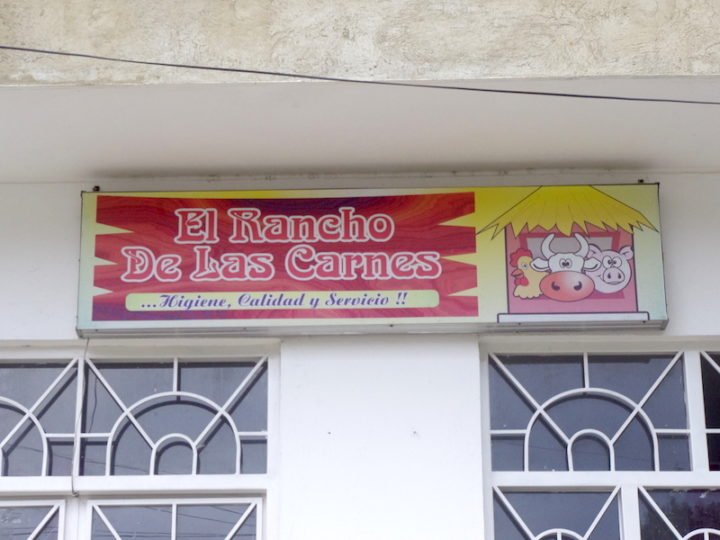 El Rancho
De Las Carnes
...Higiene, Calidad y Servicio !!